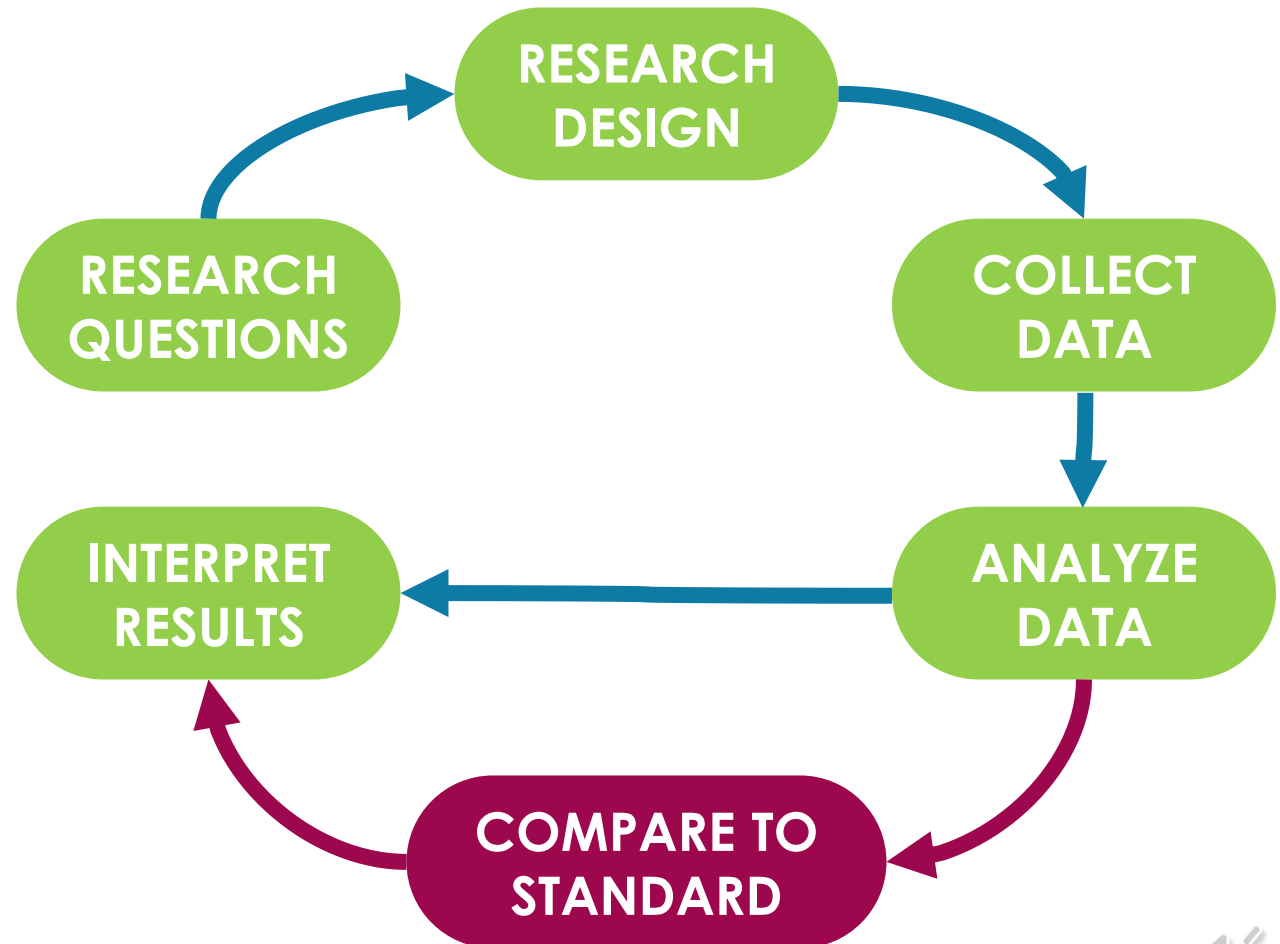 RESEARCH
DESIGN
RESEARCH
QUESTIONS
COLLECT
DATA
INTERPRET
RESULTS
ANALYZE
DATA
COMPARE TO
STANDARD